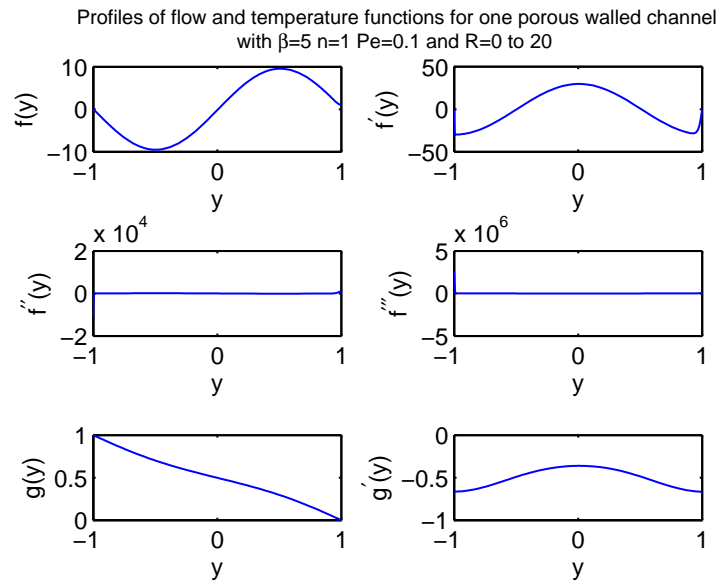 Profiles of flow and temperature functions for one porous walled channel
with β=5 n=1 Pe=0.1 and R=0 to 20
10
0
−10
−1 0 1
f(y)
y
50
0
−50
−1 0 1
f'(y)
y
x 10^4
2
0
−2
−1 0 1
f''(y)
y
x 10^6
5
0
−5
−1 0 1
f'''(y)
y
1
0.5
0
−1 0 1
g(y)
y
0
−0.5
−1
−1 0 1
g'(y)
y